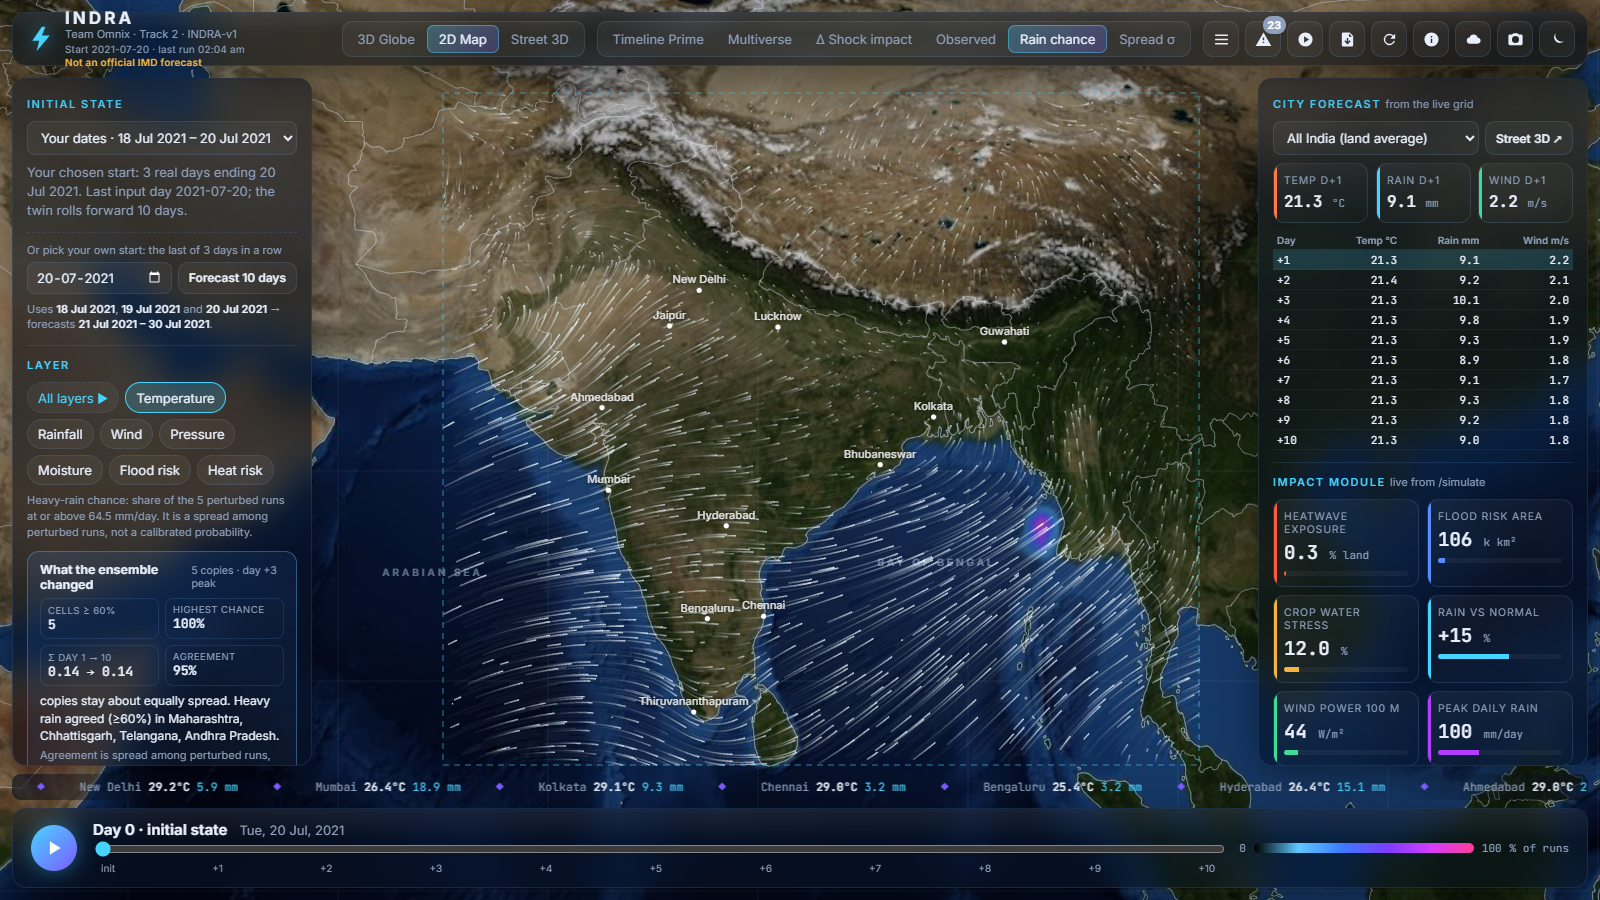 INDRA
Team Omnix · Track 2 · INDRA-v1
Start 2021-07-20 · last run 02:04 am
Not an official IMD forecast
3D Globe
2D Map
Street 3D
Timeline Prime
Multiverse
Δ Shock impact
Observed
Rain chance
Spread σ
23
INITIAL STATE
Your dates · 18 Jul 2021 – 20 Jul 2021
Your chosen start: 3 real days ending 20
Jul 2021. Last input day 2021-07-20; the
twin rolls forward 10 days.
Or pick your own start: the last of 3 days in a row
20-07-2021
Forecast 10 days
Uses 18 Jul 2021, 19 Jul 2021 and 20 Jul 2021 →
forecasts 21 Jul 2021 – 30 Jul 2021.
LAYER
All layers ▶
Temperature
Rainfall
Wind
Pressure
Moisture
Flood risk
Heat risk
Heavy-rain chance: share of the 5 perturbed runs
at or above 64.5 mm/day. It is a spread among
perturbed runs, not a calibrated probability.
What the ensemble
changed
5 copies · day +3
peak
CELLS ≥ 60%
5
HIGHEST CHANCE
100%
Σ DAY 1 → 10
0.14 → 0.14
AGREEMENT
95%
copies stay about equally spread. Heavy
rain agreed (≥60%) in Maharashtra,
Chhattisgarh, Telangana, Andhra Pradesh.
Agreement is spread among perturbed runs,
New Delhi
Jaipur
Lucknow
Guwahati
Ahmedabad
Kolkata
Bhubaneswar
Mumbai
Hyderabad
ARABIAN SEA
BAY OF BENGAL
Bengaluru
Chennai
Thiruvananthapuram
CITY FORECAST from the live grid
All India (land average)
Street 3D ↗
TEMP D+1
21.3 °C
RAIN D+1
9.1 mm
WIND D+1
2.2 m/s
Day Temp °C Rain mm Wind m/s
+1 21.3 9.1 2.2
+2 21.4 9.2 2.1
+3 21.3 10.1 2.0
+4 21.3 9.8 1.9
+5 21.3 9.3 1.9
+6 21.3 8.9 1.8
+7 21.3 9.1 1.7
+8 21.3 9.3 1.8
+9 21.3 9.2 1.8
+10 21.3 9.0 1.8
IMPACT MODULE live from /simulate
HEATWAVE
EXPOSURE
0.3 % land
FLOOD RISK AREA
106 k km²
CROP WATER
STRESS
12.0 %
RAIN VS NORMAL
+15 %
WIND POWER 100 M
44 W/m²
PEAK DAILY RAIN
100 mm/day
New Delhi 29.2°C 5.9 mm
Mumbai 26.4°C 18.9 mm
Kolkata 29.1°C 9.3 mm
Chennai 29.0°C 3.2 mm
Bengaluru 25.4°C 3.2 mm
Hyderabad 26.4°C 15.1 mm
Ahmedabad 29.0°C 2
Day 0 · initial state Tue, 20 Jul, 2021
init +1 +2 +3 +4 +5 +6 +7 +8 +9 +10
0
100 % of runs